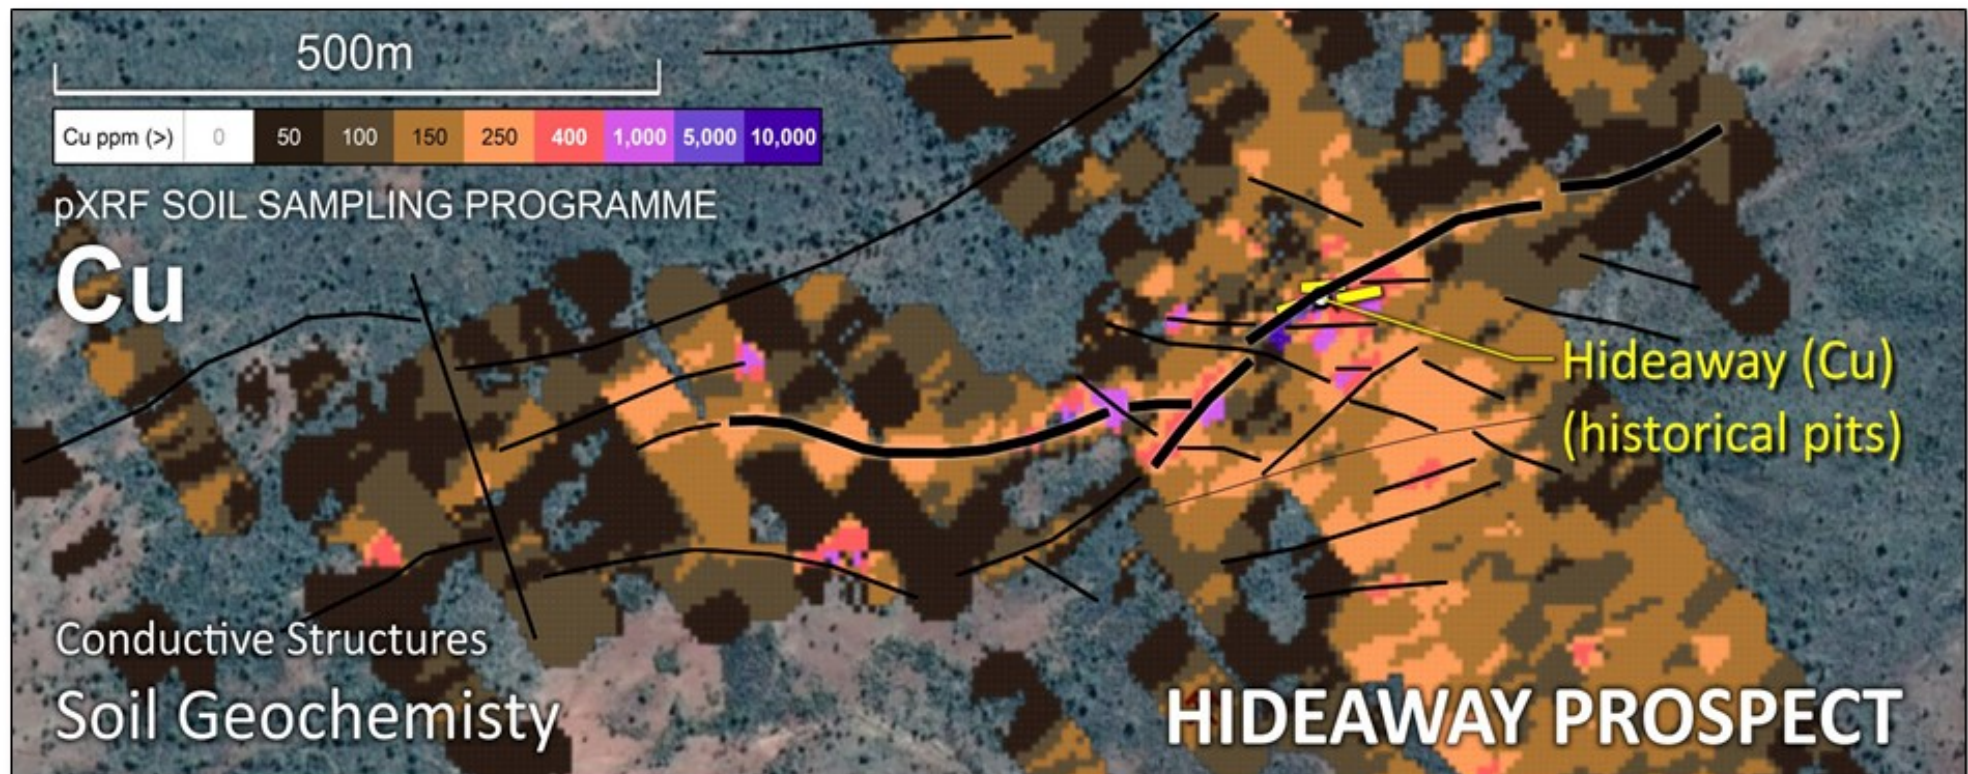 500m
Cu ppm (>) 0 50 100 150 250 400 1,000 5,000 10,000
pXRF SOIL SAMPLING PROGRAMME
Cu
Hideaway (Cu)
(historical pits)
Conductive Structures
Soil Geochemisty
HIDEAWAY PROSPECT